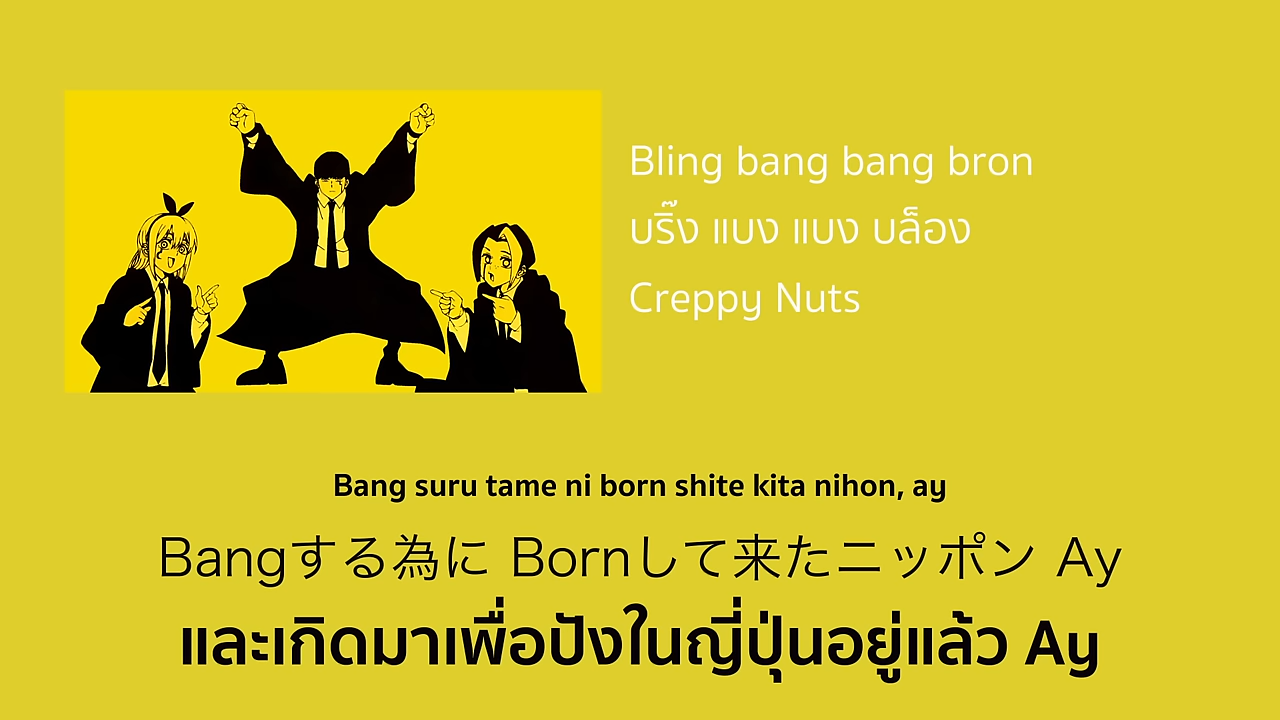 Bling bang bang bron
บริ๊ง แบง แบง บล็อง
Creppy Nuts
Bang suru tame ni born shite kita nihon, ay
Bangする為に Bornして来たニッポン Ay
และเกิดมาเพื่อปังในญี่ปุ่นอยู่แล้ว Ay